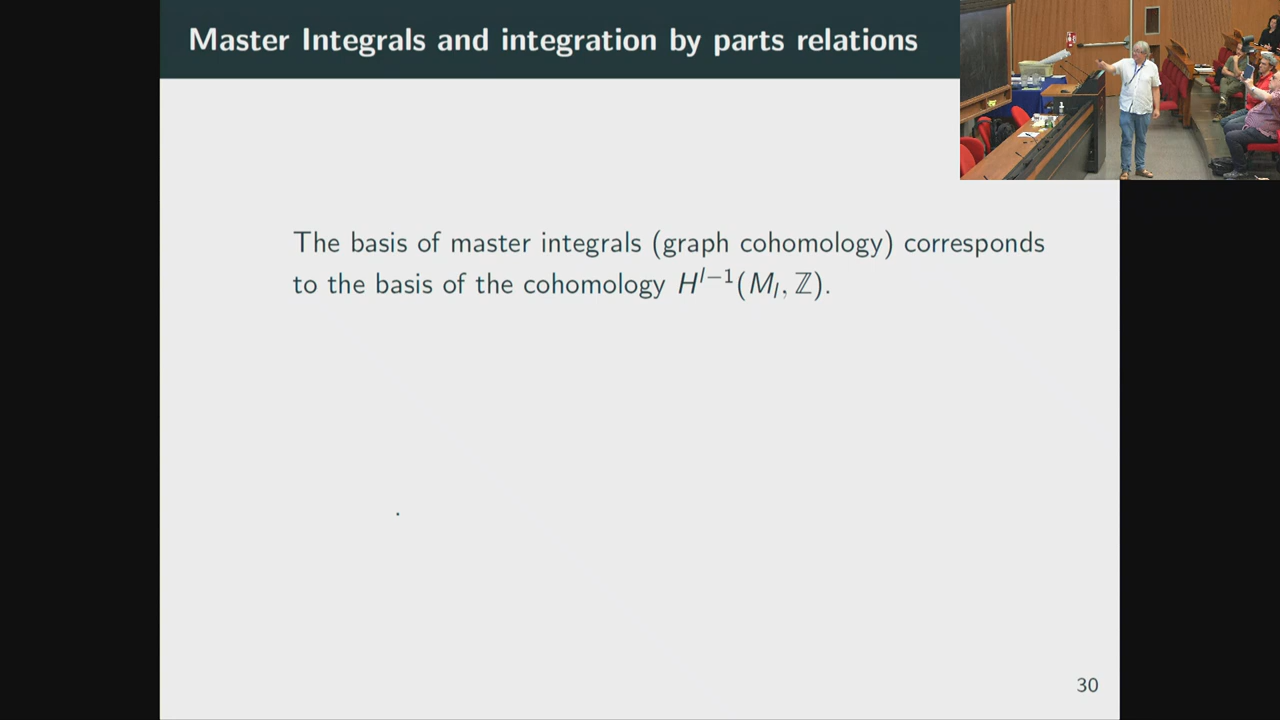 Master Integrals and integration by parts relations
The basis of master integrals (graph cohomology) corresponds
to the basis of the cohomology $H^{l-1}(M_l, \mathbb{Z})$.
.
30